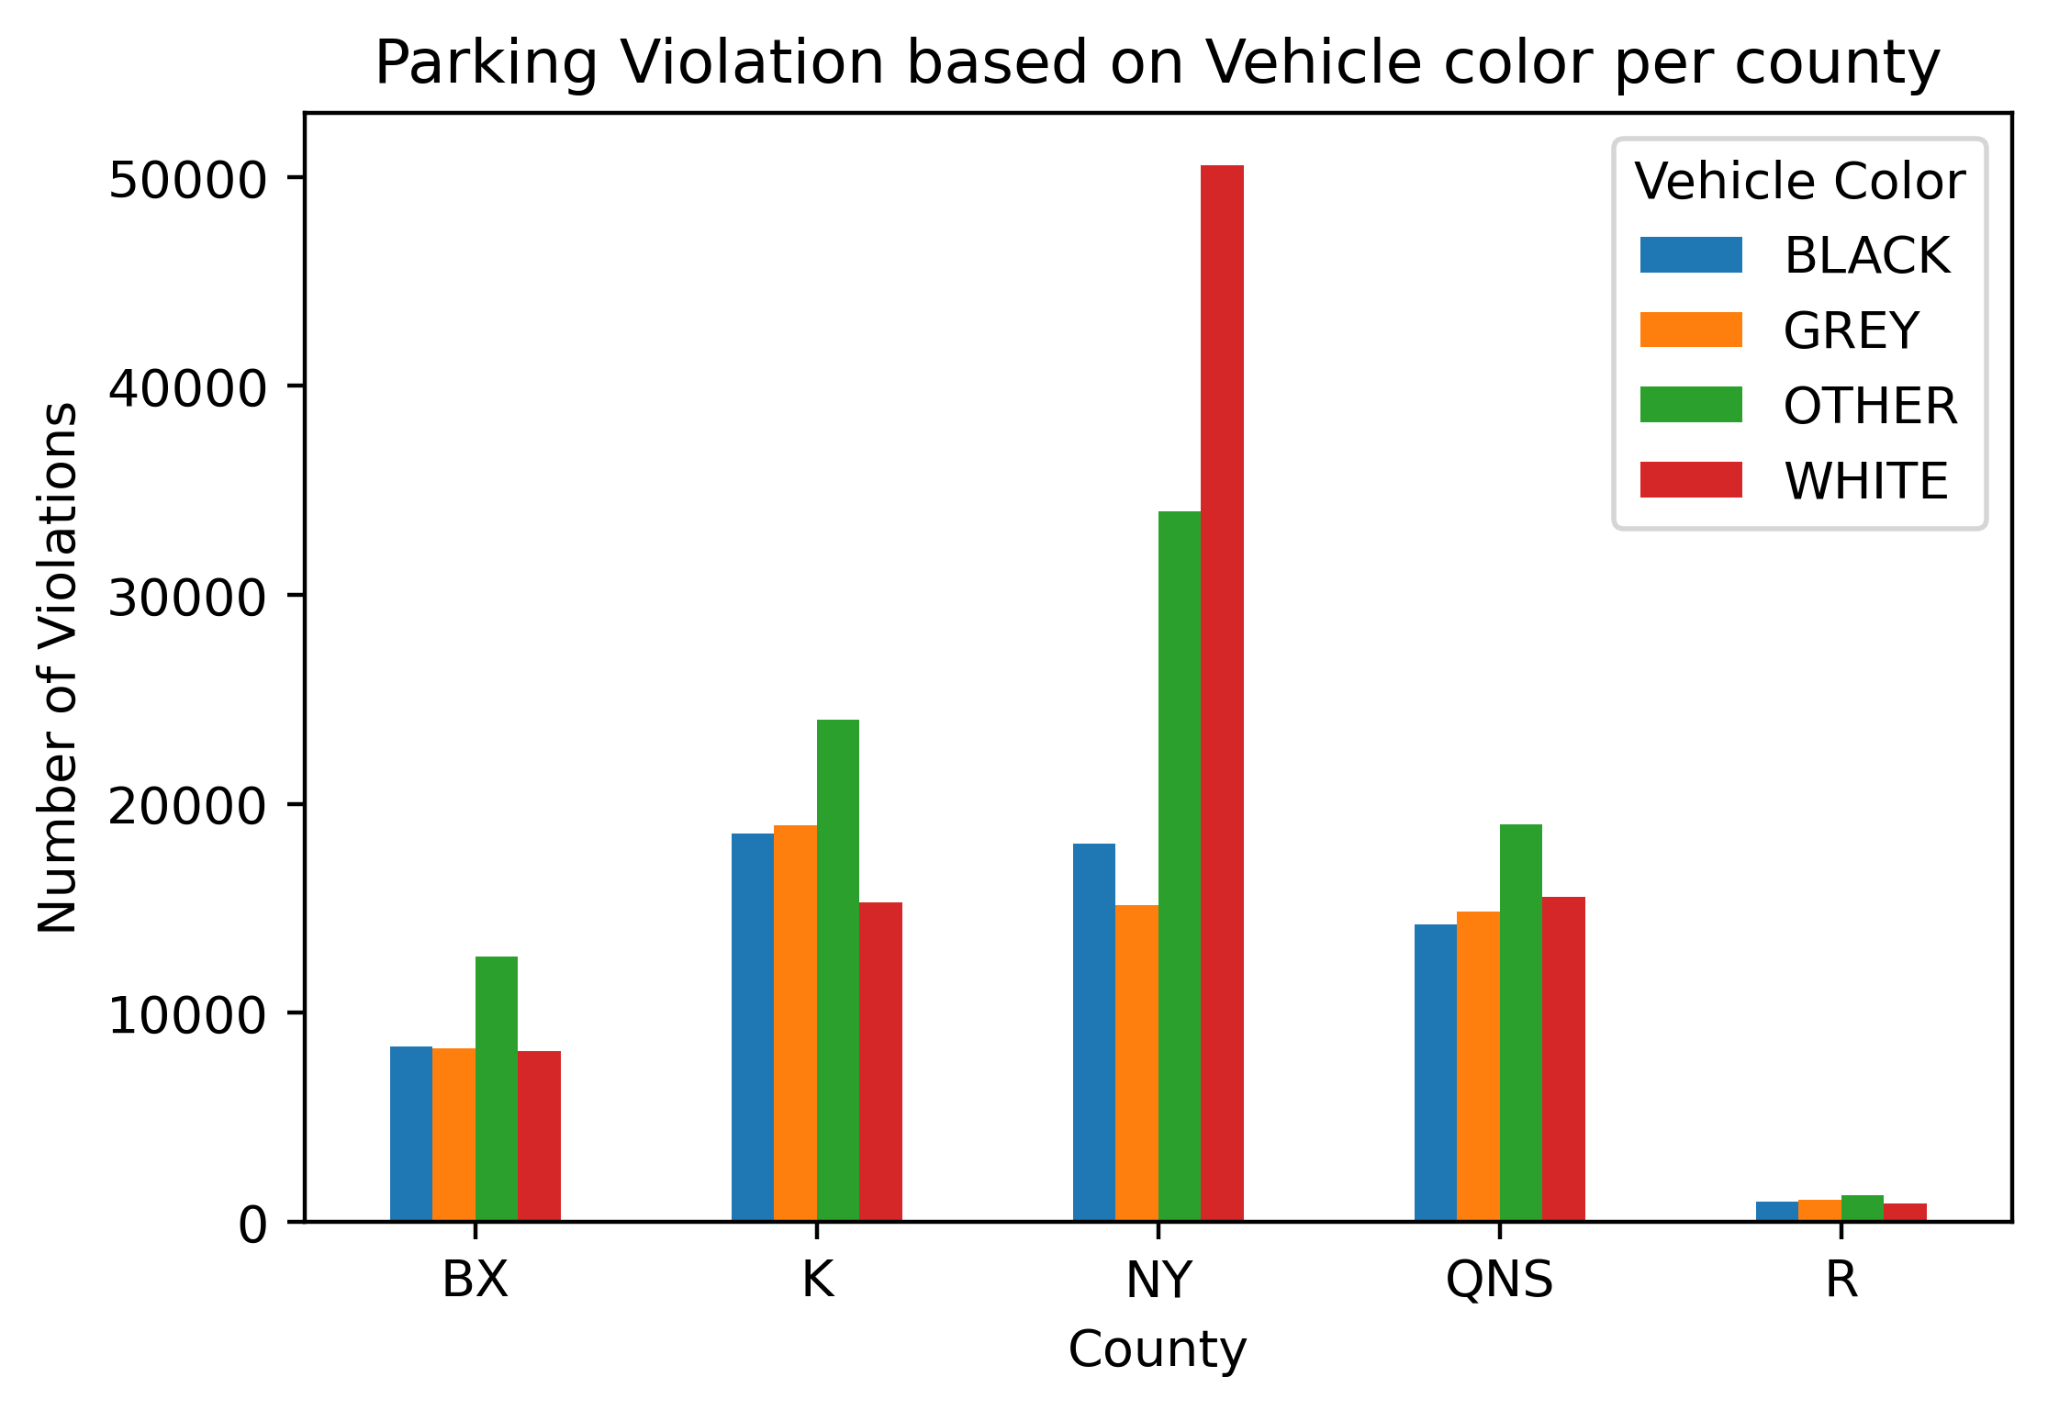 Parking Violation based on Vehicle color per county
50000
40000
30000
20000
10000
0
Number of Violations
Vehicle Color
BLACK
GREY
OTHER
WHITE
BX K NY QNS R
County